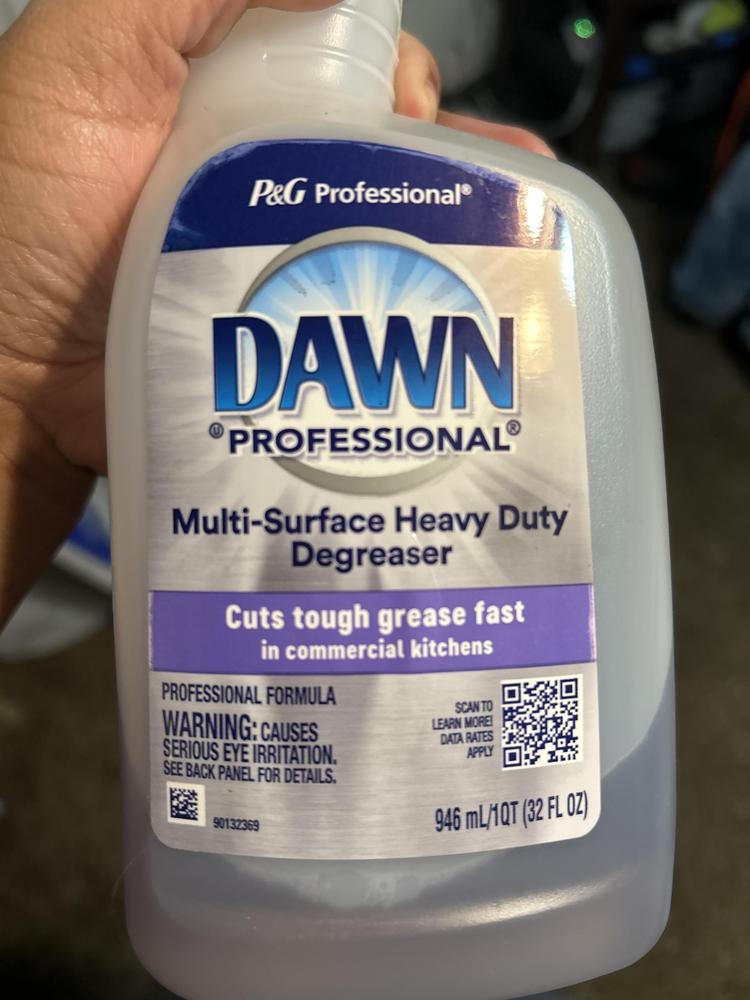 P&G Professional®
DAWN
PROFESSIONAL®
Multi-Surface Heavy Duty
Degreaser
Cuts tough grease fast
in commercial kitchens
PROFESSIONAL FORMULA
WARNING: CAUSES
SERIOUS EYE IRRITATION.
SEE BACK PANEL FOR DETAILS.
90132369
SCAN TO
LEARN MORE!
DATA RATES
APPLY
946 mL/1QT (32 FL OZ)